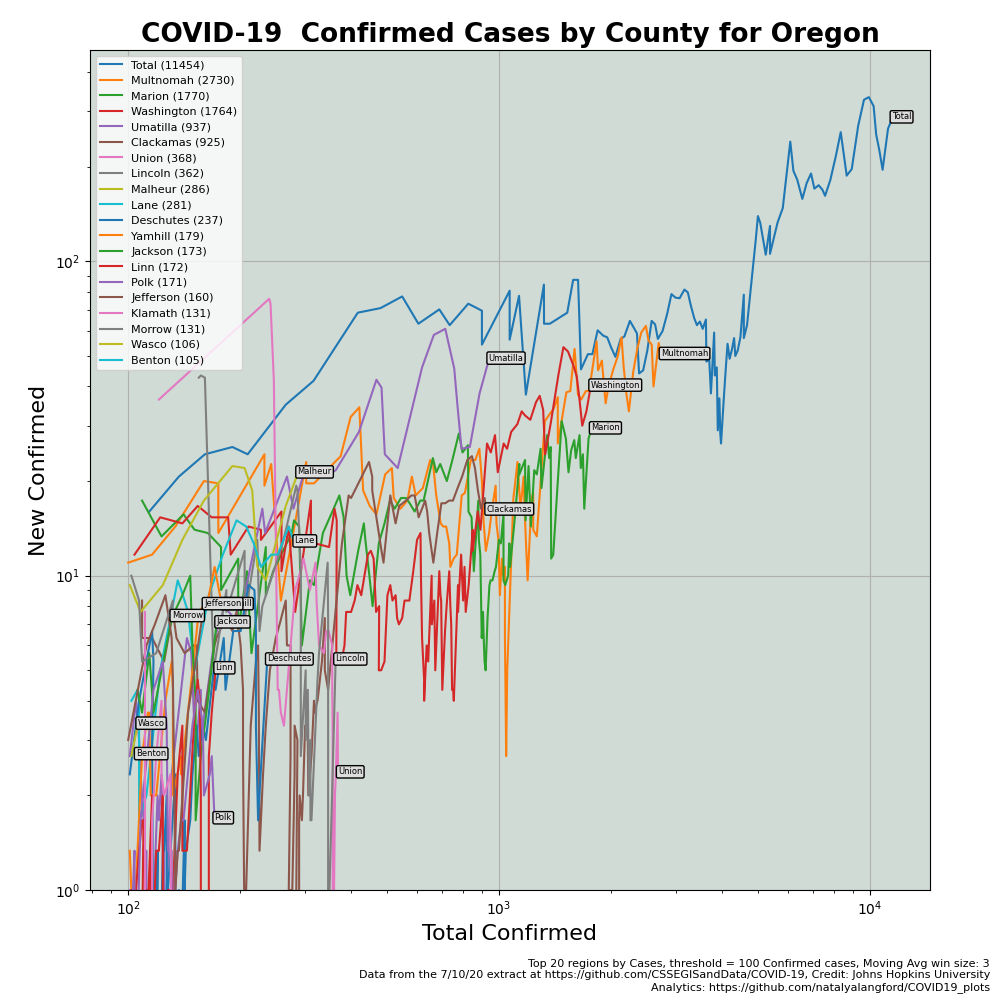 COVID-19  Confirmed Cases by County for Oregon
Total (11454)
Multnomah (2730)
Marion (1770)
Washington (1764)
Umatilla (937)
Clackamas (925)
Union (368)
Lincoln (362)
Malheur (286)
Lane (281)
Deschutes (237)
Yamhill (179)
Jackson (173)
Linn (172)
Polk (171)
Jefferson (160)
Klamath (131)
Morrow (131)
Wasco (106)
Benton (105)
Total
Umatilla
Multnomah
Washington
Marion
Malheur
Clackamas
Lane
Jefferson
ill
Morrow
Jackson
Deschutes
Lincoln
Linn
Wasco
Benton
Union
Polk
New Confirmed
10²
10¹
10⁰
10²
10³
10⁴
Total Confirmed
Top 20 regions by Cases, threshold = 100 Confirmed cases, Moving Avg win size: 3
Data from the 7/10/20 extract at https://github.com/CSSEGISandData/COVID-19, Credit: Johns Hopkins University
Analytics: https://github.com/natalyalangford/COVID19_plots